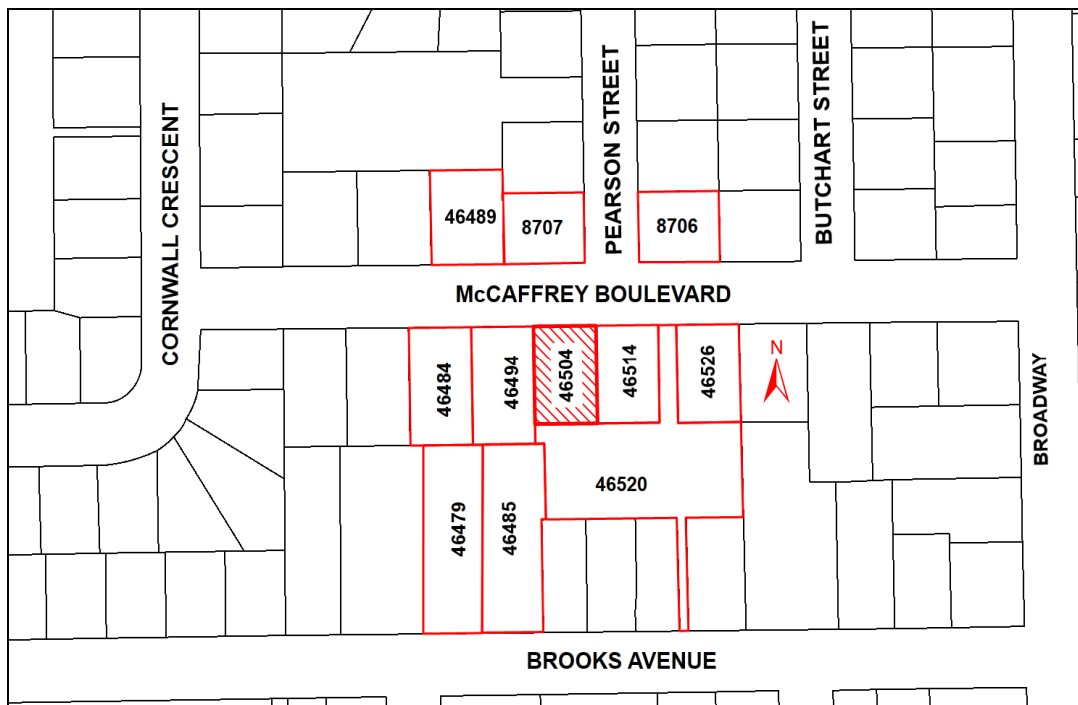 CORNWALL CRESCENT
PEARSON STREET
BUTCHART STREET
46489
8707
8706
McCAFFREY BOULEVARD
46484
46494
46504
46514
46526
N
BROADWAY
46520
46479
46485
BROOKS AVENUE